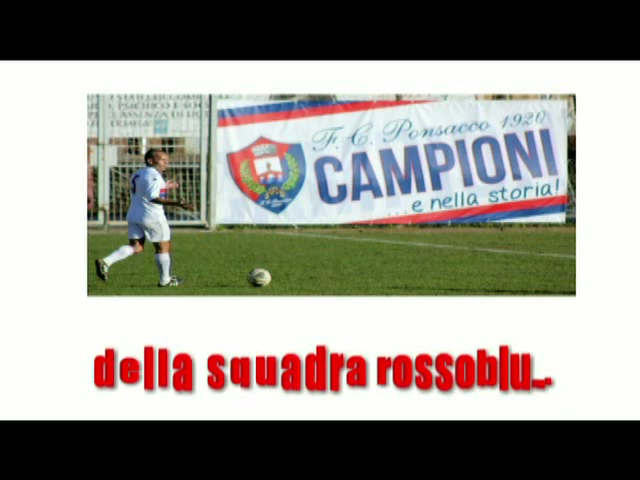 F.C. Ponsacco 1920
CAMPIONI
...e nella storia!
della squadra rossoblu...